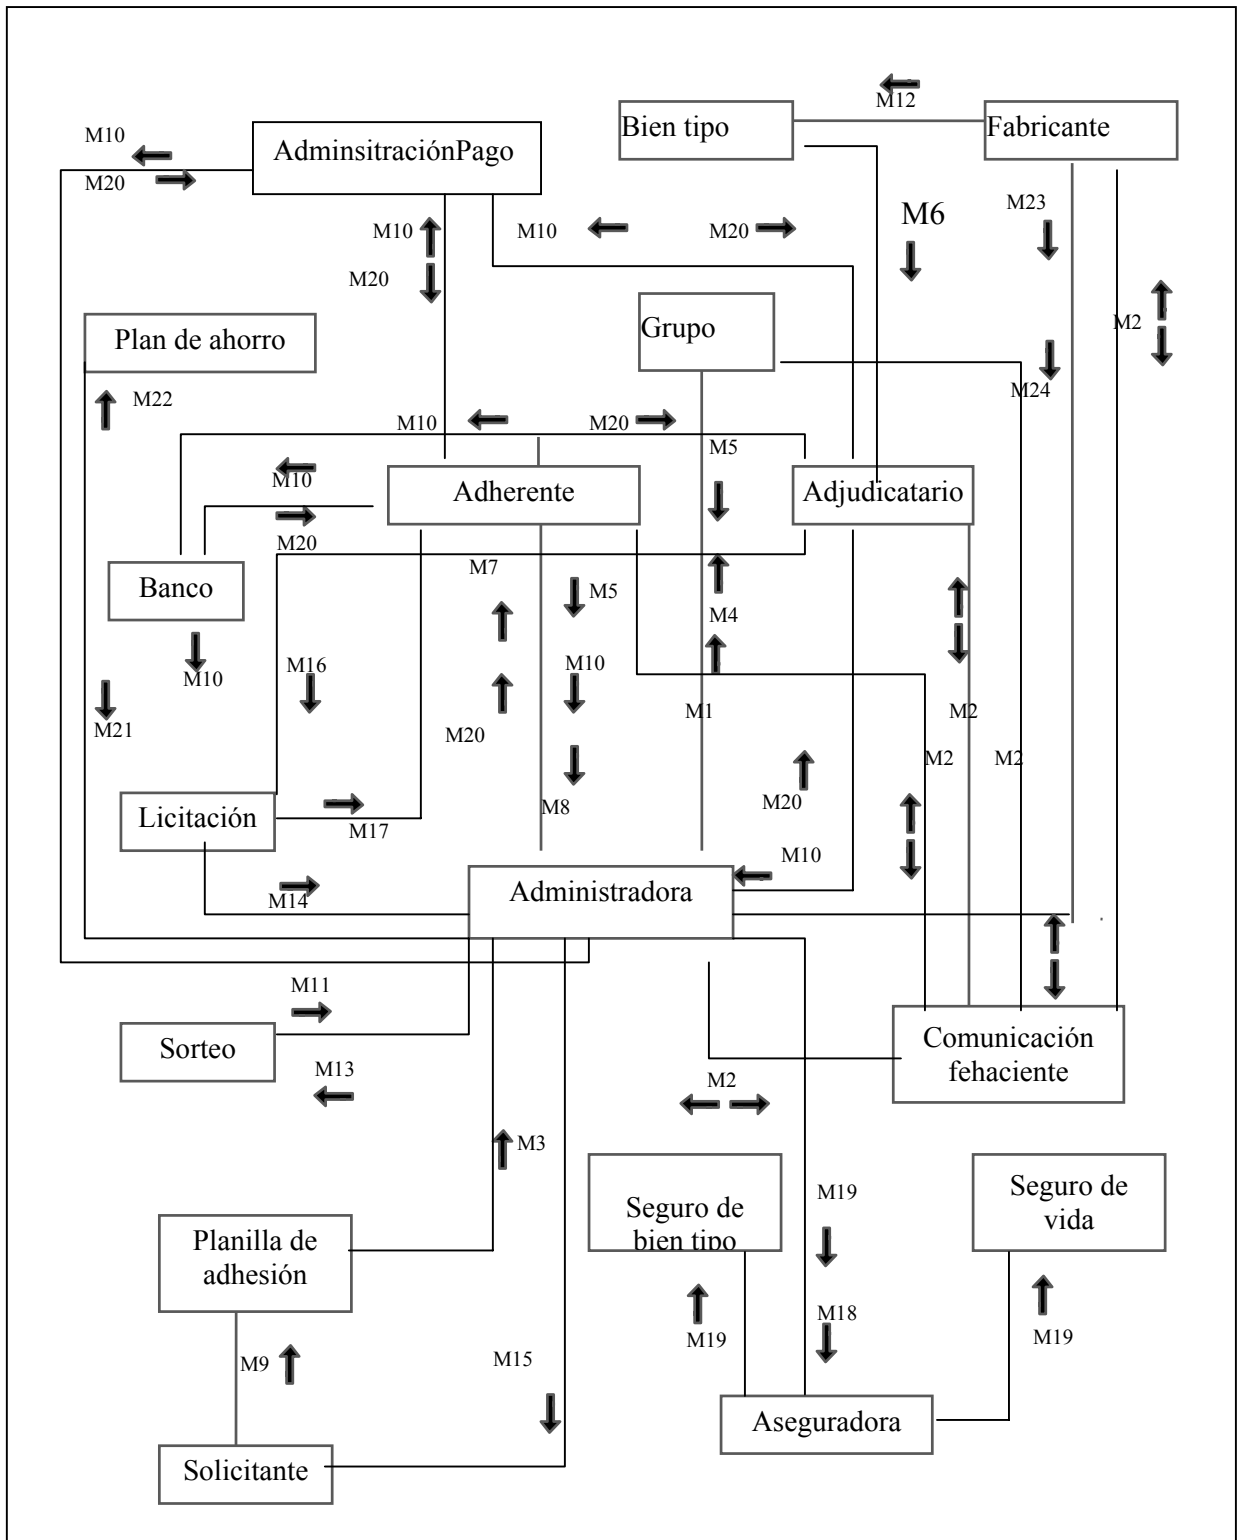 M12
Bien tipo
Fabricante
M10
AdminsitraciónPago
M20
M10
M20
M10
M20
M6
M23
Plan de ahorro
Grupo
M2
M22
M24
M10
M20
M5
Adherente
Adjudicatario
M10
M20
Banco
M7
M5
M4
M10
M16
M10
M21
M20
M1
M2
M2
M2
Licitación
M17
M8
M20
M10
M14
Administradora
M11
Sorteo
Comunicación
fehaciente
M13
M2
M3
Seguro de
bien tipo
M19
Seguro de
vida
Planilla de
adhesión
M9
M15
M19
M18
M19
Aseguradora
Solicitante